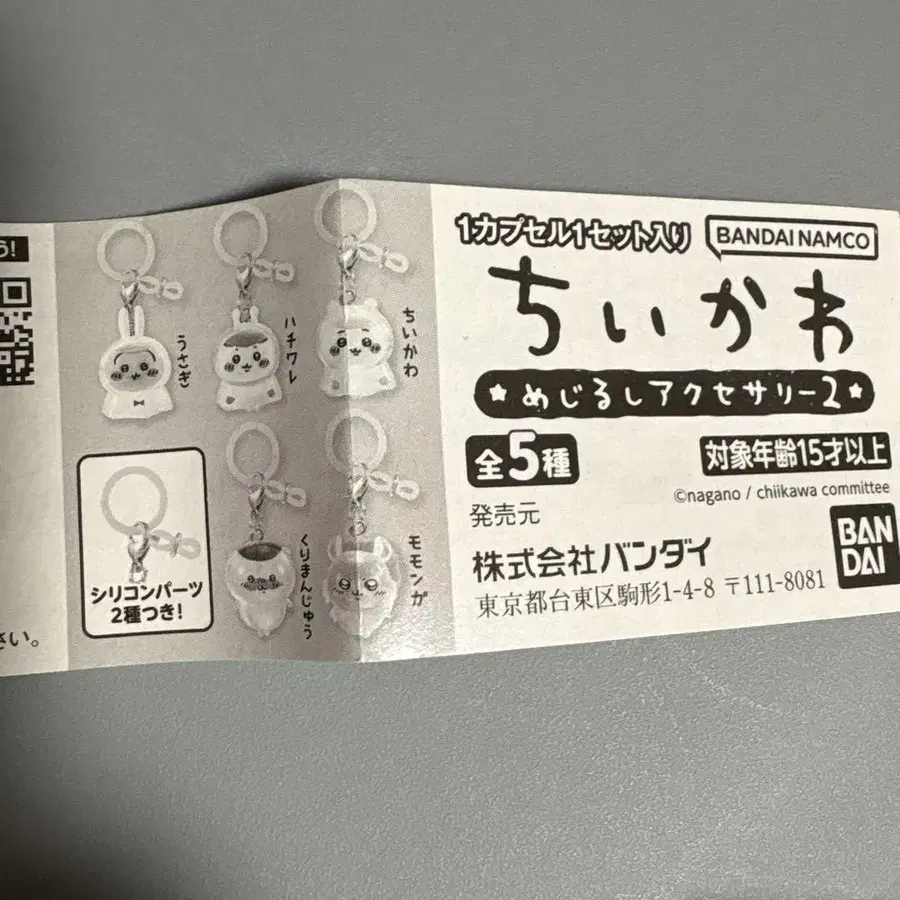 う!
うさぎ
ハチワレ
ちいかわ
シリコンパーツ
2種つき!
くりまんじゅう
モモンガ
さい。
1カプセル1セット入り
BANDAI NAMCO
ちいかわ
めじるしアクセサリー2
全5種
対象年齢15才以上
©nagano / chiikawa committee
発売元
株式会社バンダイ
東京都台東区駒形1-4-8 〒111-8081
BAN
DAI